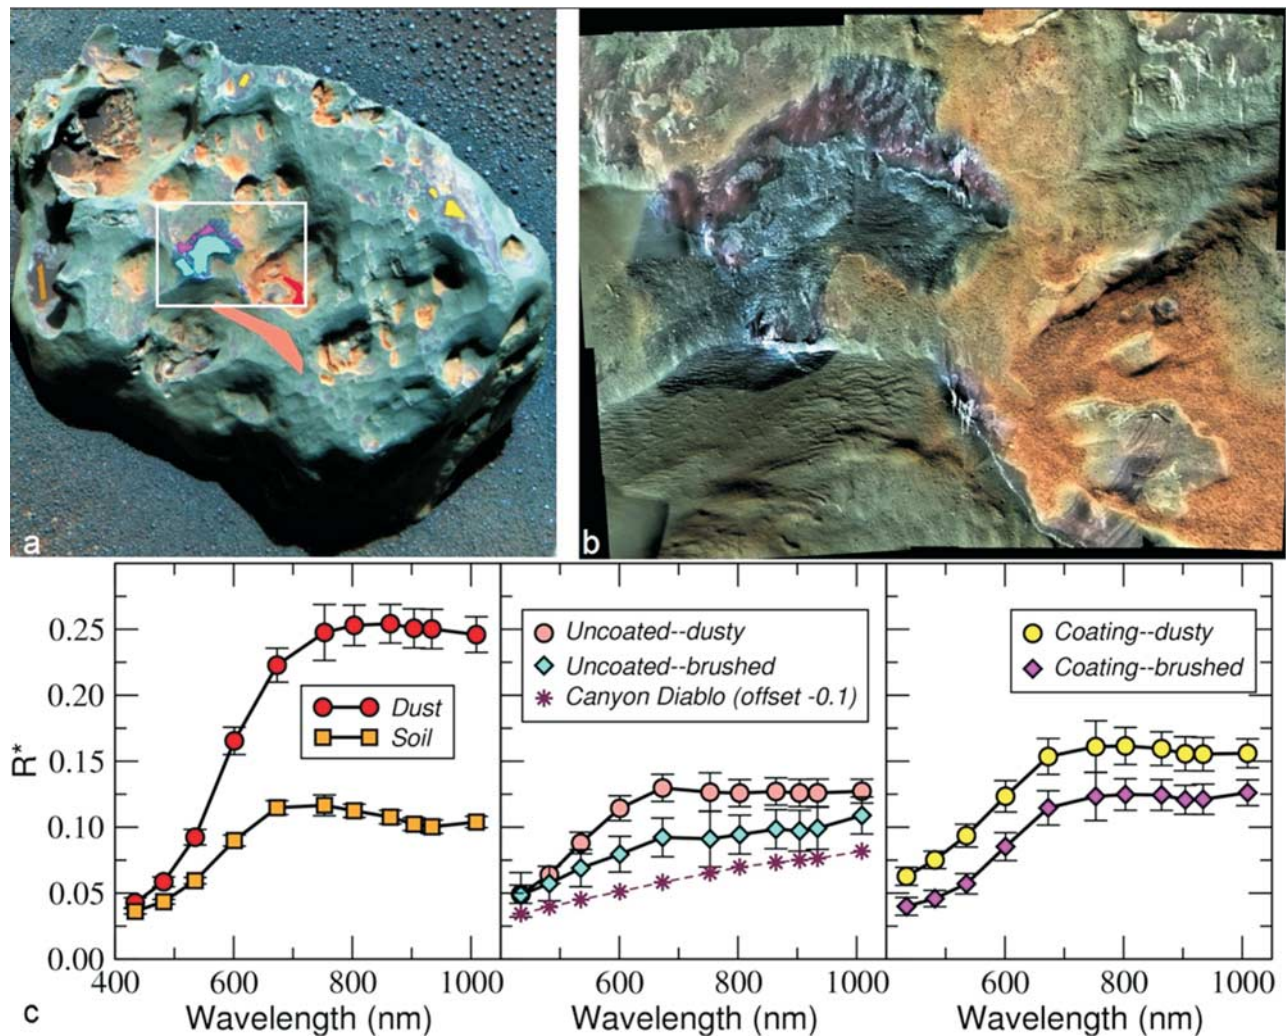 a
b
0.25
0.20
0.15
0.10
0.05
0.00
R*
Dust
Soil
Uncoated--dusty
Uncoated--brushed
Canyon Diablo (offset -0.1)
Coating--dusty
Coating--brushed
400 600 800 1000
600 800 1000
600 800 1000
c
Wavelength (nm)
Wavelength (nm)
Wavelength (nm)